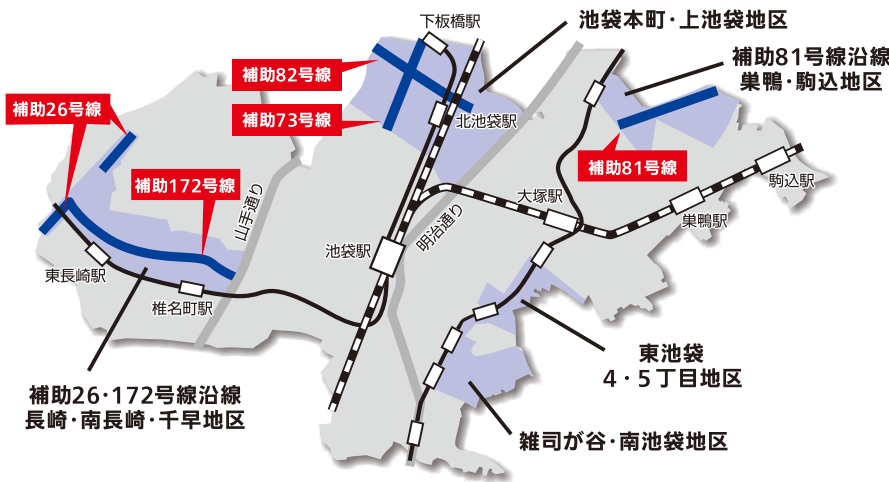 下板橋駅
池袋本町・上池袋地区
補助82号線
補助73号線
北池袋駅
補助81号線沿線
巣鴨・駒込地区
補助81号線
補助26号線
補助172号線
山手通り
明治通り
大塚駅
巣鴨駅
駒込駅
池袋駅
東長崎駅
椎名町駅
補助26・172号線沿線
長崎・南長崎・千早地区
東池袋
4・5丁目地区
雑司が谷・南池袋地区